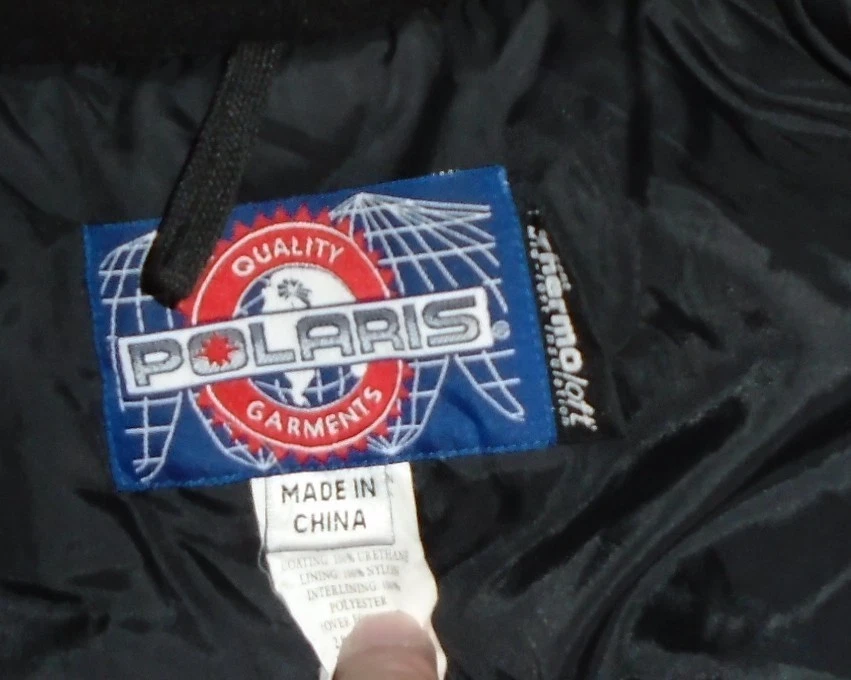 QUALITY
POLARIS®
GARMENTS
Thermoloft
MADE IN
CHINA
COATING 100% URETHANE
LINING: 100% NYLON
INTERLINING 100%
POLYESTER